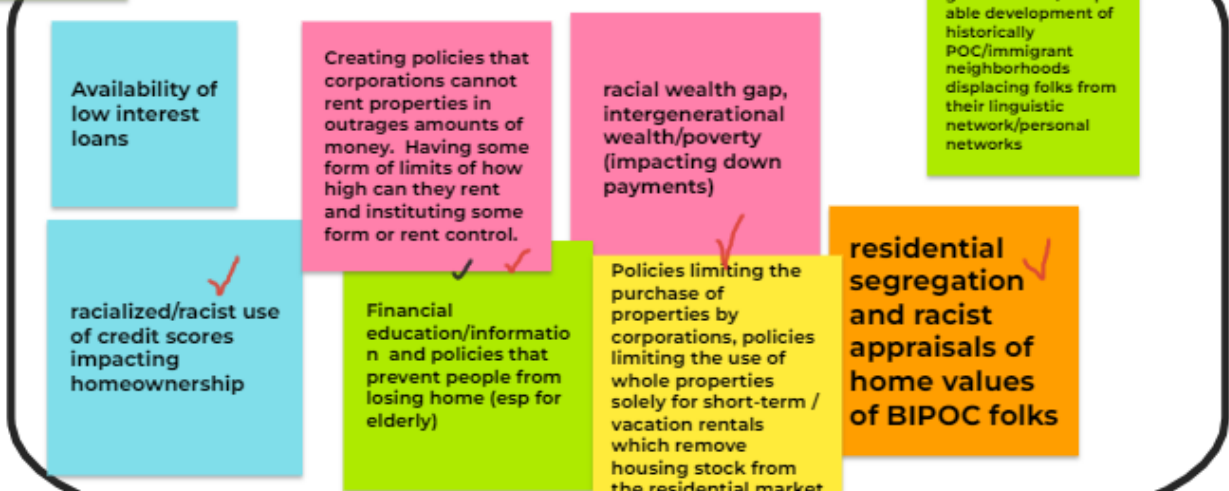 Availability of
low interest
loans
Creating policies that
corporations cannot
rent properties in
outrages amounts of
money. Having some
form of limits of how
high can they rent
and instituting some
form or rent control.
racial wealth gap,
intergenerational
wealth/poverty
(impacting down
payments)
able development of
historically
POC/immigrant
neighborhoods
displacing folks from
their linguistic
network/personal
networks
racialized/racist use
of credit scores
impacting
homeownership
Financial
education/informatio
n and policies that
prevent people from
losing home (esp for
elderly)
Policies limiting the
purchase of
properties by
corporations, policies
limiting the use of
whole properties
solely for short-term /
vacation rentals
which remove
housing stock from
the residential market
residential
segregation
and racist
appraisals of
home values
of BIPOC folks